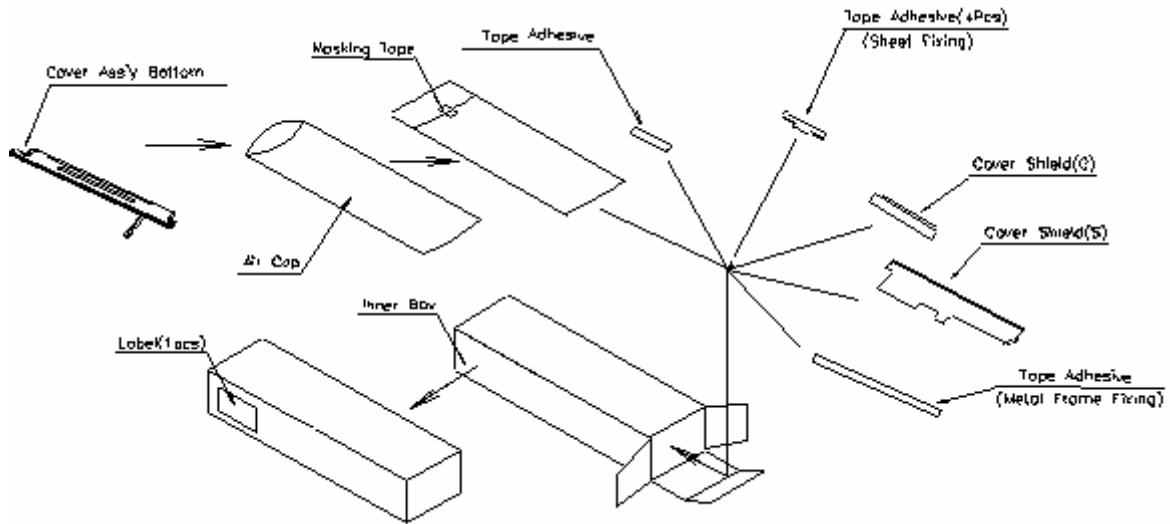 Tape Adhesive
Tape Adhesive(4Pcs)
(Sheet Fixing)
Masking Tape
Cover Ass'y Bottom
Cover Shield(C)
Cover Shield(S)
Air Cap
Inner Box
Label(1pcs)
Tape Adhesive
(Metal Frame Fixing)